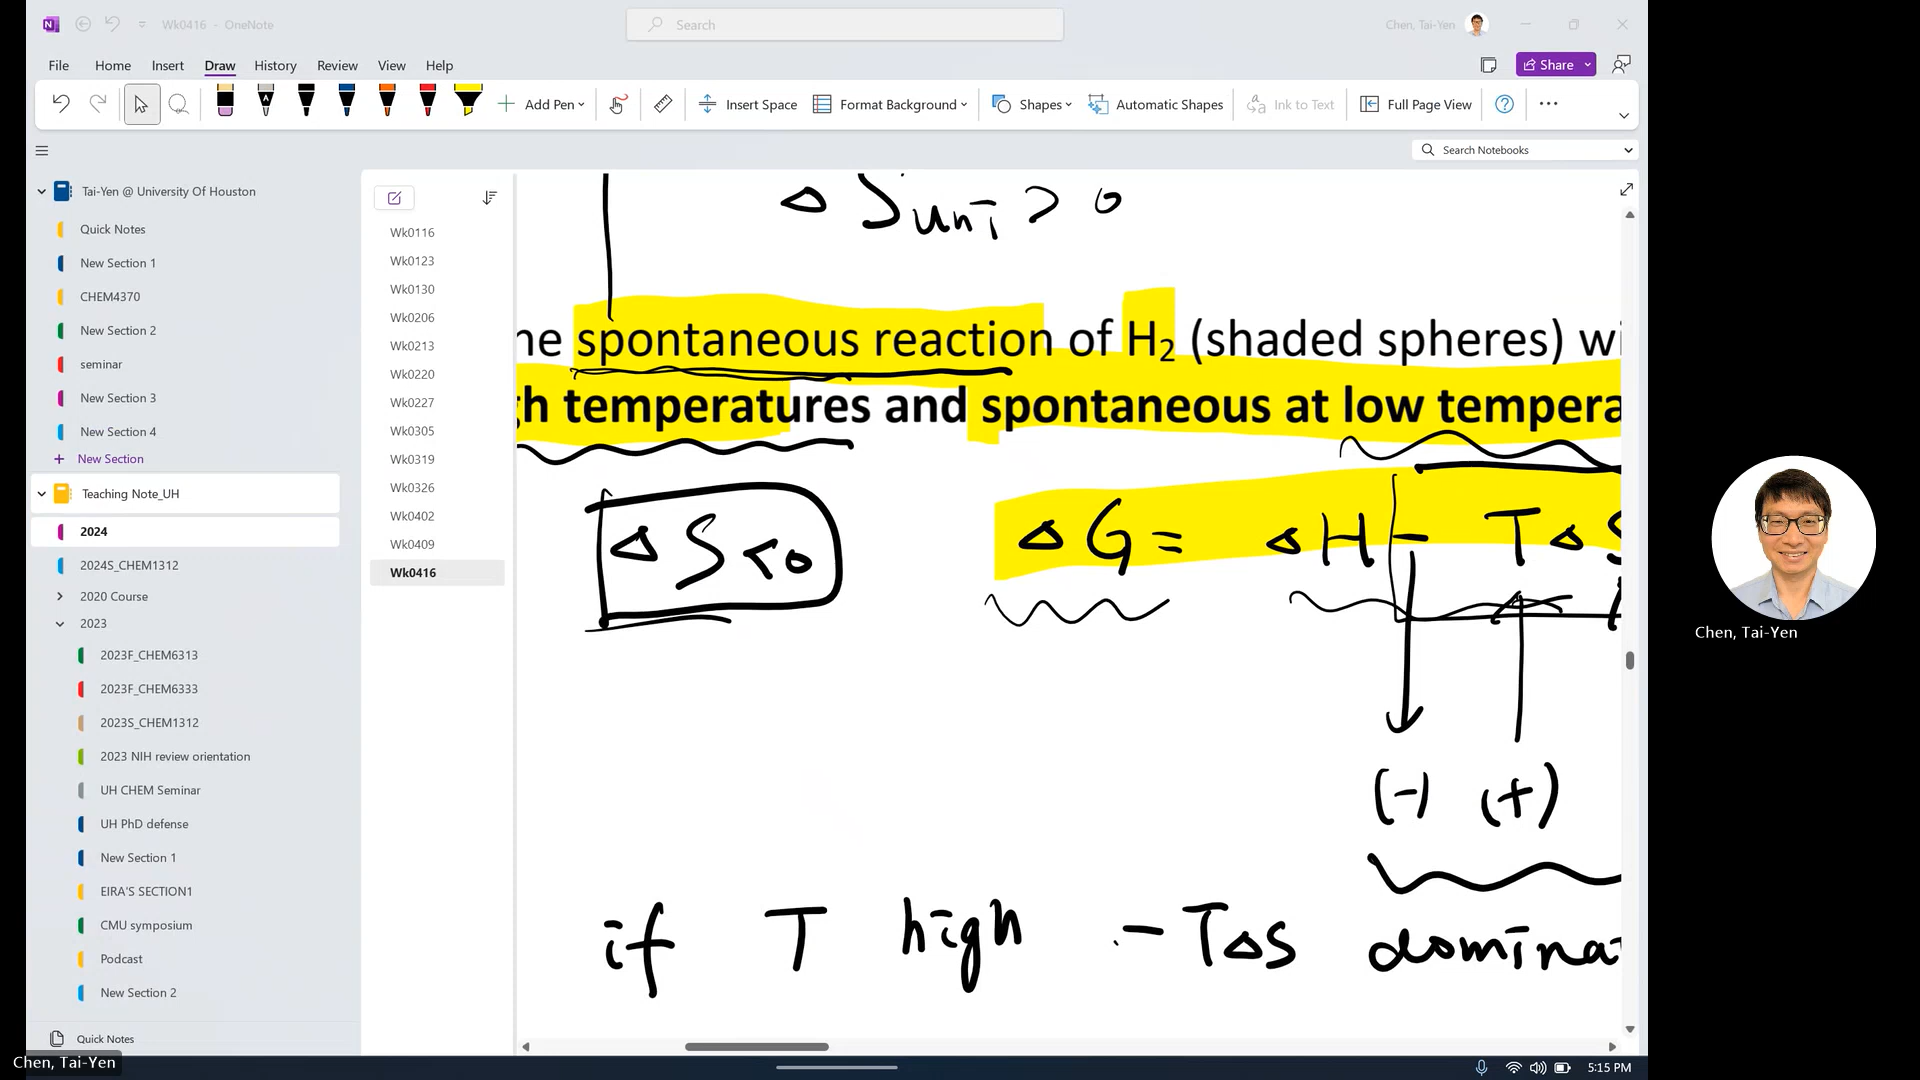 Wk0416 - OneNote
Search
Chen, Tai-Yen
File Home Insert Draw History Review View Help
Share
Add Pen
Insert Space
Format Background
Shapes
Automatic Shapes
Ink to Text
Full Page View
Search Notebooks
Tai-Yen @ University Of Houston
Quick Notes
New Section 1
CHEM4370
New Section 2
seminar
New Section 3
New Section 4
New Section
Teaching Note_UH
2024
2024S_CHEM1312
2020 Course
2023
2023F_CHEM6313
2023F_CHEM6333
2023S_CHEM1312
2023 NIH review orientation
UH CHEM Seminar
UH PhD defense
New Section 1
EIRA'S SECTION1
CMU symposium
Podcast
New Section 2
Quick Notes
Wk0116
Wk0123
Wk0130
Wk0206
Wk0213
Wk0220
Wk0227
Wk0305
Wk0319
Wk0326
Wk0402
Wk0409
Wk0416
Δ Suni > 0
he spontaneous reaction of H₂ (shaded spheres) wi
h temperatures and spontaneous at low tempera
ΔS<0
ΔG = ΔH - TΔS
(-) (+)
if T high - TΔS domina
Chen, Tai-Yen
Chen, Tai-Yen
5:15 PM